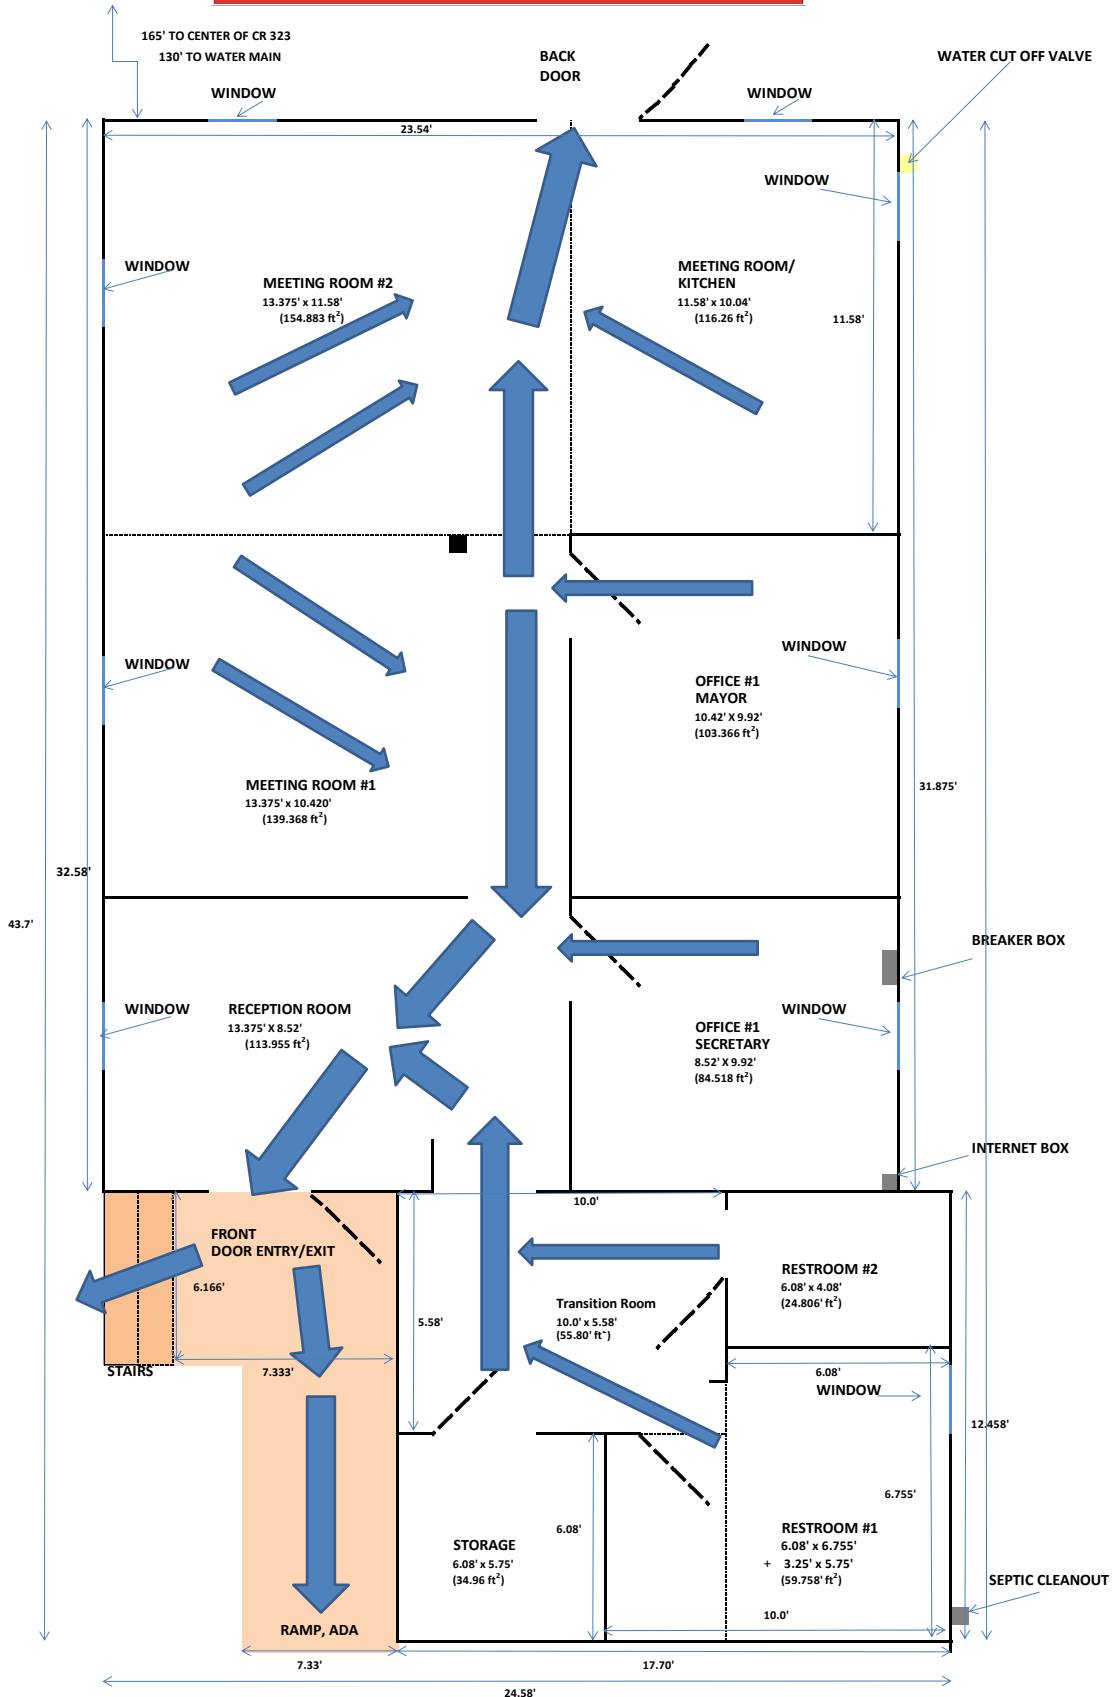 165' TO CENTER OF CR 323
130' TO WATER MAIN
BACK
DOOR
WATER CUT OFF VALVE
WINDOW
WINDOW
23.54'
WINDOW
WINDOW
MEETING ROOM #2
13.375' x 11.58'
(154.883 ft²)
MEETING ROOM/
KITCHEN
11.58' x 10.04'
(116.26 ft²)
11.58'
WINDOW
WINDOW
OFFICE #1
MAYOR
10.42' X 9.92'
(103.366 ft²)
MEETING ROOM #1
13.375' x 10.420'
(139.368 ft²)
31.875'
32.58'
43.7'
BREAKER BOX
WINDOW
RECEPTION ROOM
13.375' X 8.52'
(113.955 ft²)
WINDOW
OFFICE #1
SECRETARY
8.52' X 9.92'
(84.518 ft²)
INTERNET BOX
10.0'
FRONT
DOOR ENTRY/EXIT
6.166'
RESTROOM #2
6.08' x 4.08'
(24.806' ft²)
Transition Room
10.0' x 5.58'
(55.80' ft²)
5.58'
STAIRS
7.333'
6.08'
WINDOW
12.458'
6.755'
6.08'
STORAGE
6.08' x 5.75'
(34.96 ft²)
RESTROOM #1
6.08' x 6.755'
+ 3.25' x 5.75'
(59.758' ft²)
SEPTIC CLEANOUT
10.0'
RAMP, ADA
7.33'
17.70'
24.58'